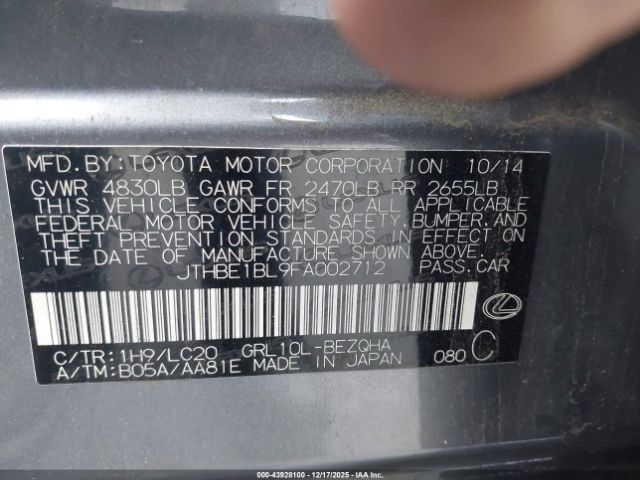 MFD.BY:TOYOTA MOTOR CORPORATION 10/14
GVWR 4830LB GAWR FR 2470LB RR 2655LB
THIS VEHICLE CONFORMS TO ALL APPLICABLE
FEDERAL MOTOR VEHICLE SAFETY,BUMPER,AND
THEFT PREVENTION STANDARDS IN EFFECT ON
THE DATE OF MANUFACTURE SHOWN ABOVE.
JTHBE1BL9FA002712 PASS.CAR
C/TR:1H9/LC20 GRL10L-BEZQHA
A/TM:B05A/AA81E MADE IN JAPAN 080 C
000-43928100 - 12/17/2025 - IAAI.COM